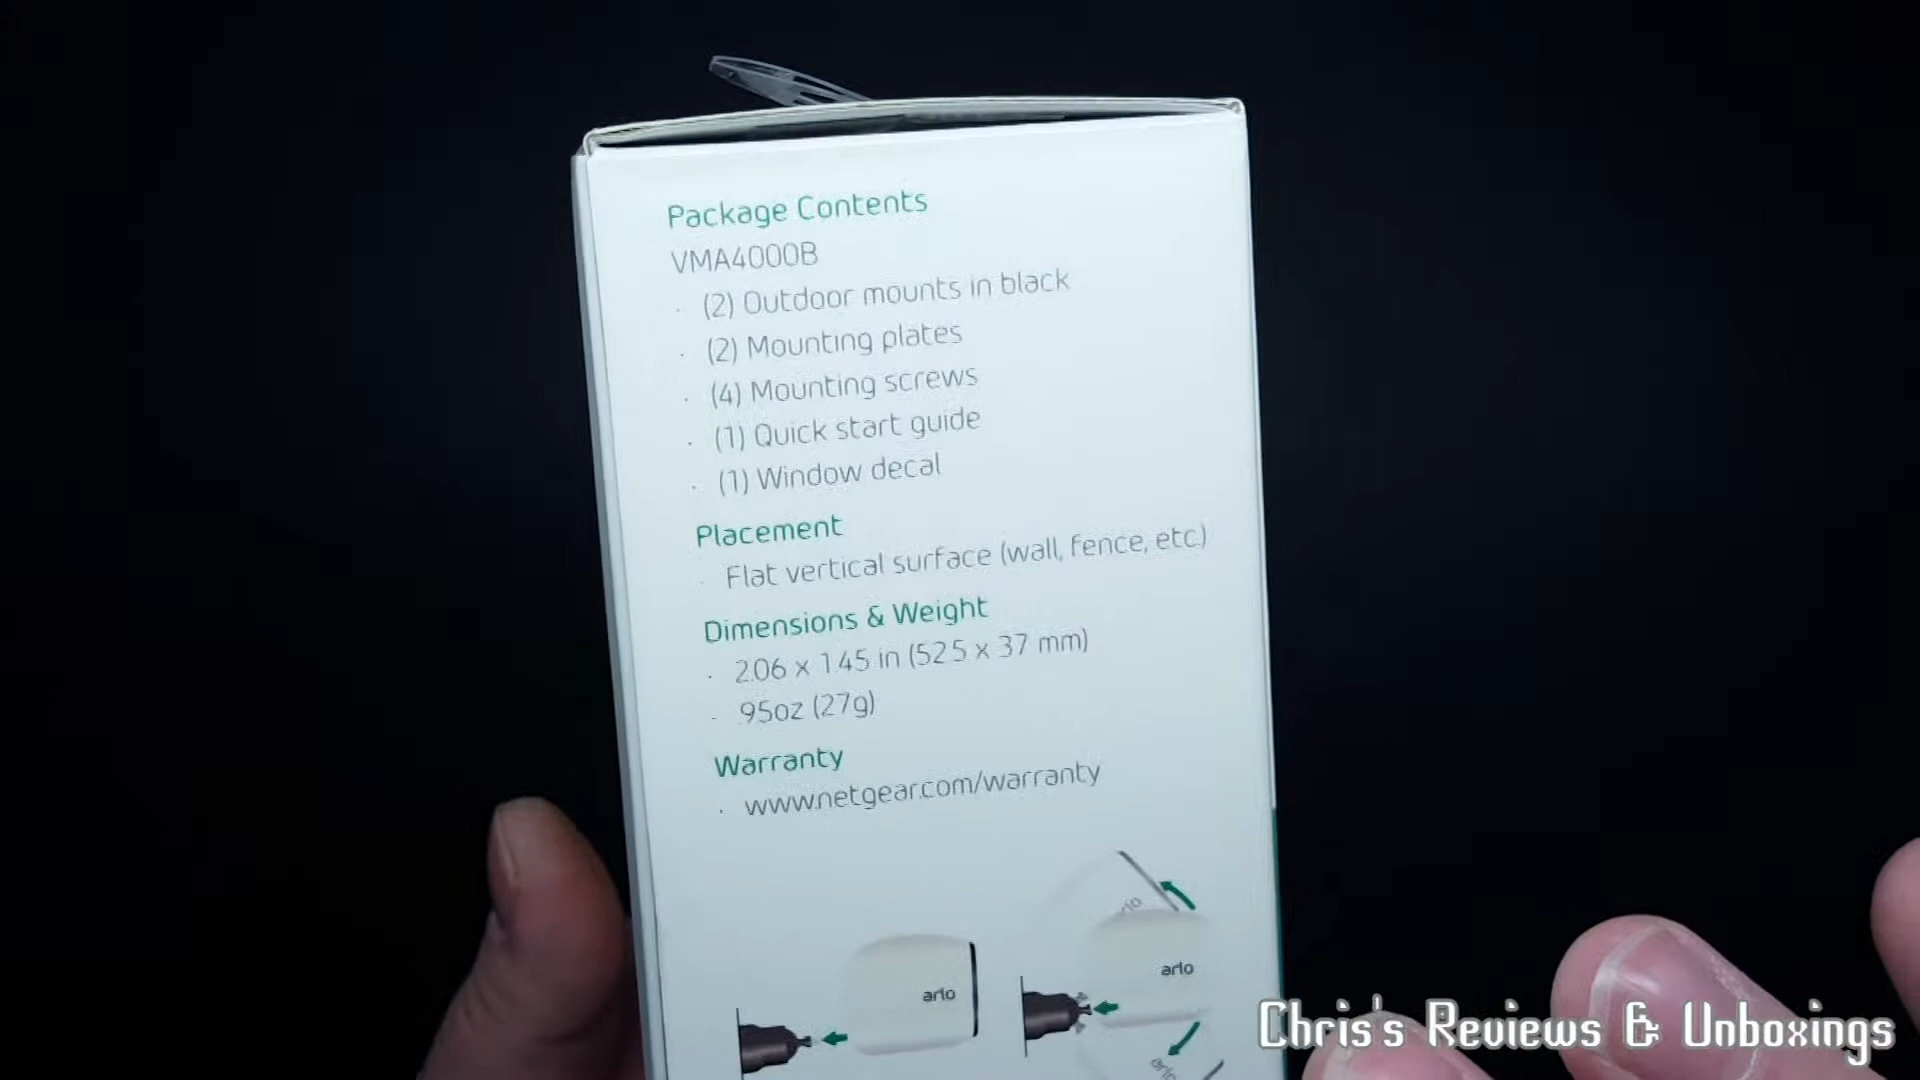 Package Contents
VMA4000B
· (2) Outdoor mounts in black
· (2) Mounting plates
· (4) Mounting screws
· (1) Quick start guide
· (1) Window decal
Placement
· Flat vertical surface (wall, fence, etc.)
Dimensions & Weight
· 2.06 x 1.45 in (52.5 x 37 mm)
· .95oz (27g)
Warranty
· www.netgear.com/warranty
arlo
arlo
arlo
arlo
Chris's Reviews & Unboxings